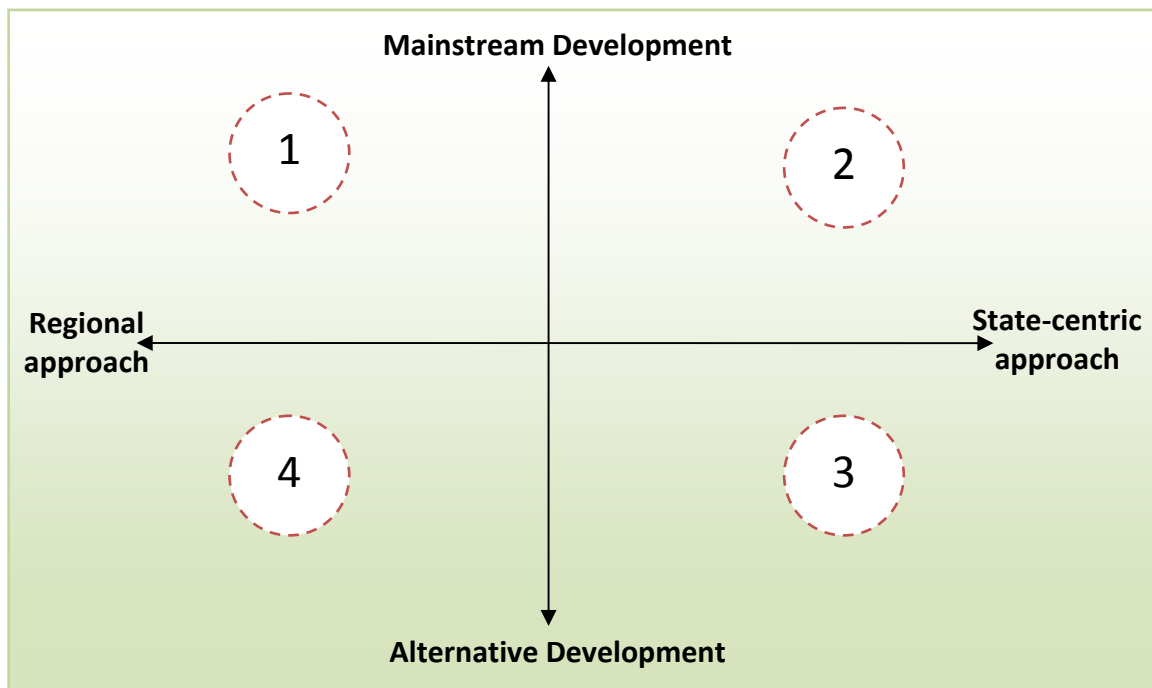 Mainstream Development
1
2
Regional
approach
State-centric
approach
4
3
Alternative Development